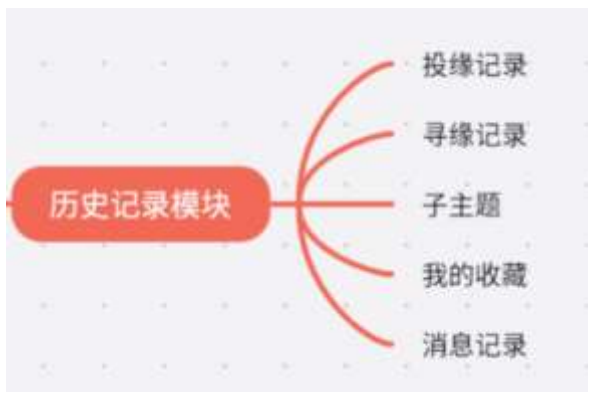 投缘记录
寻缘记录
历史记录模块
子主题
我的收藏
消息记录